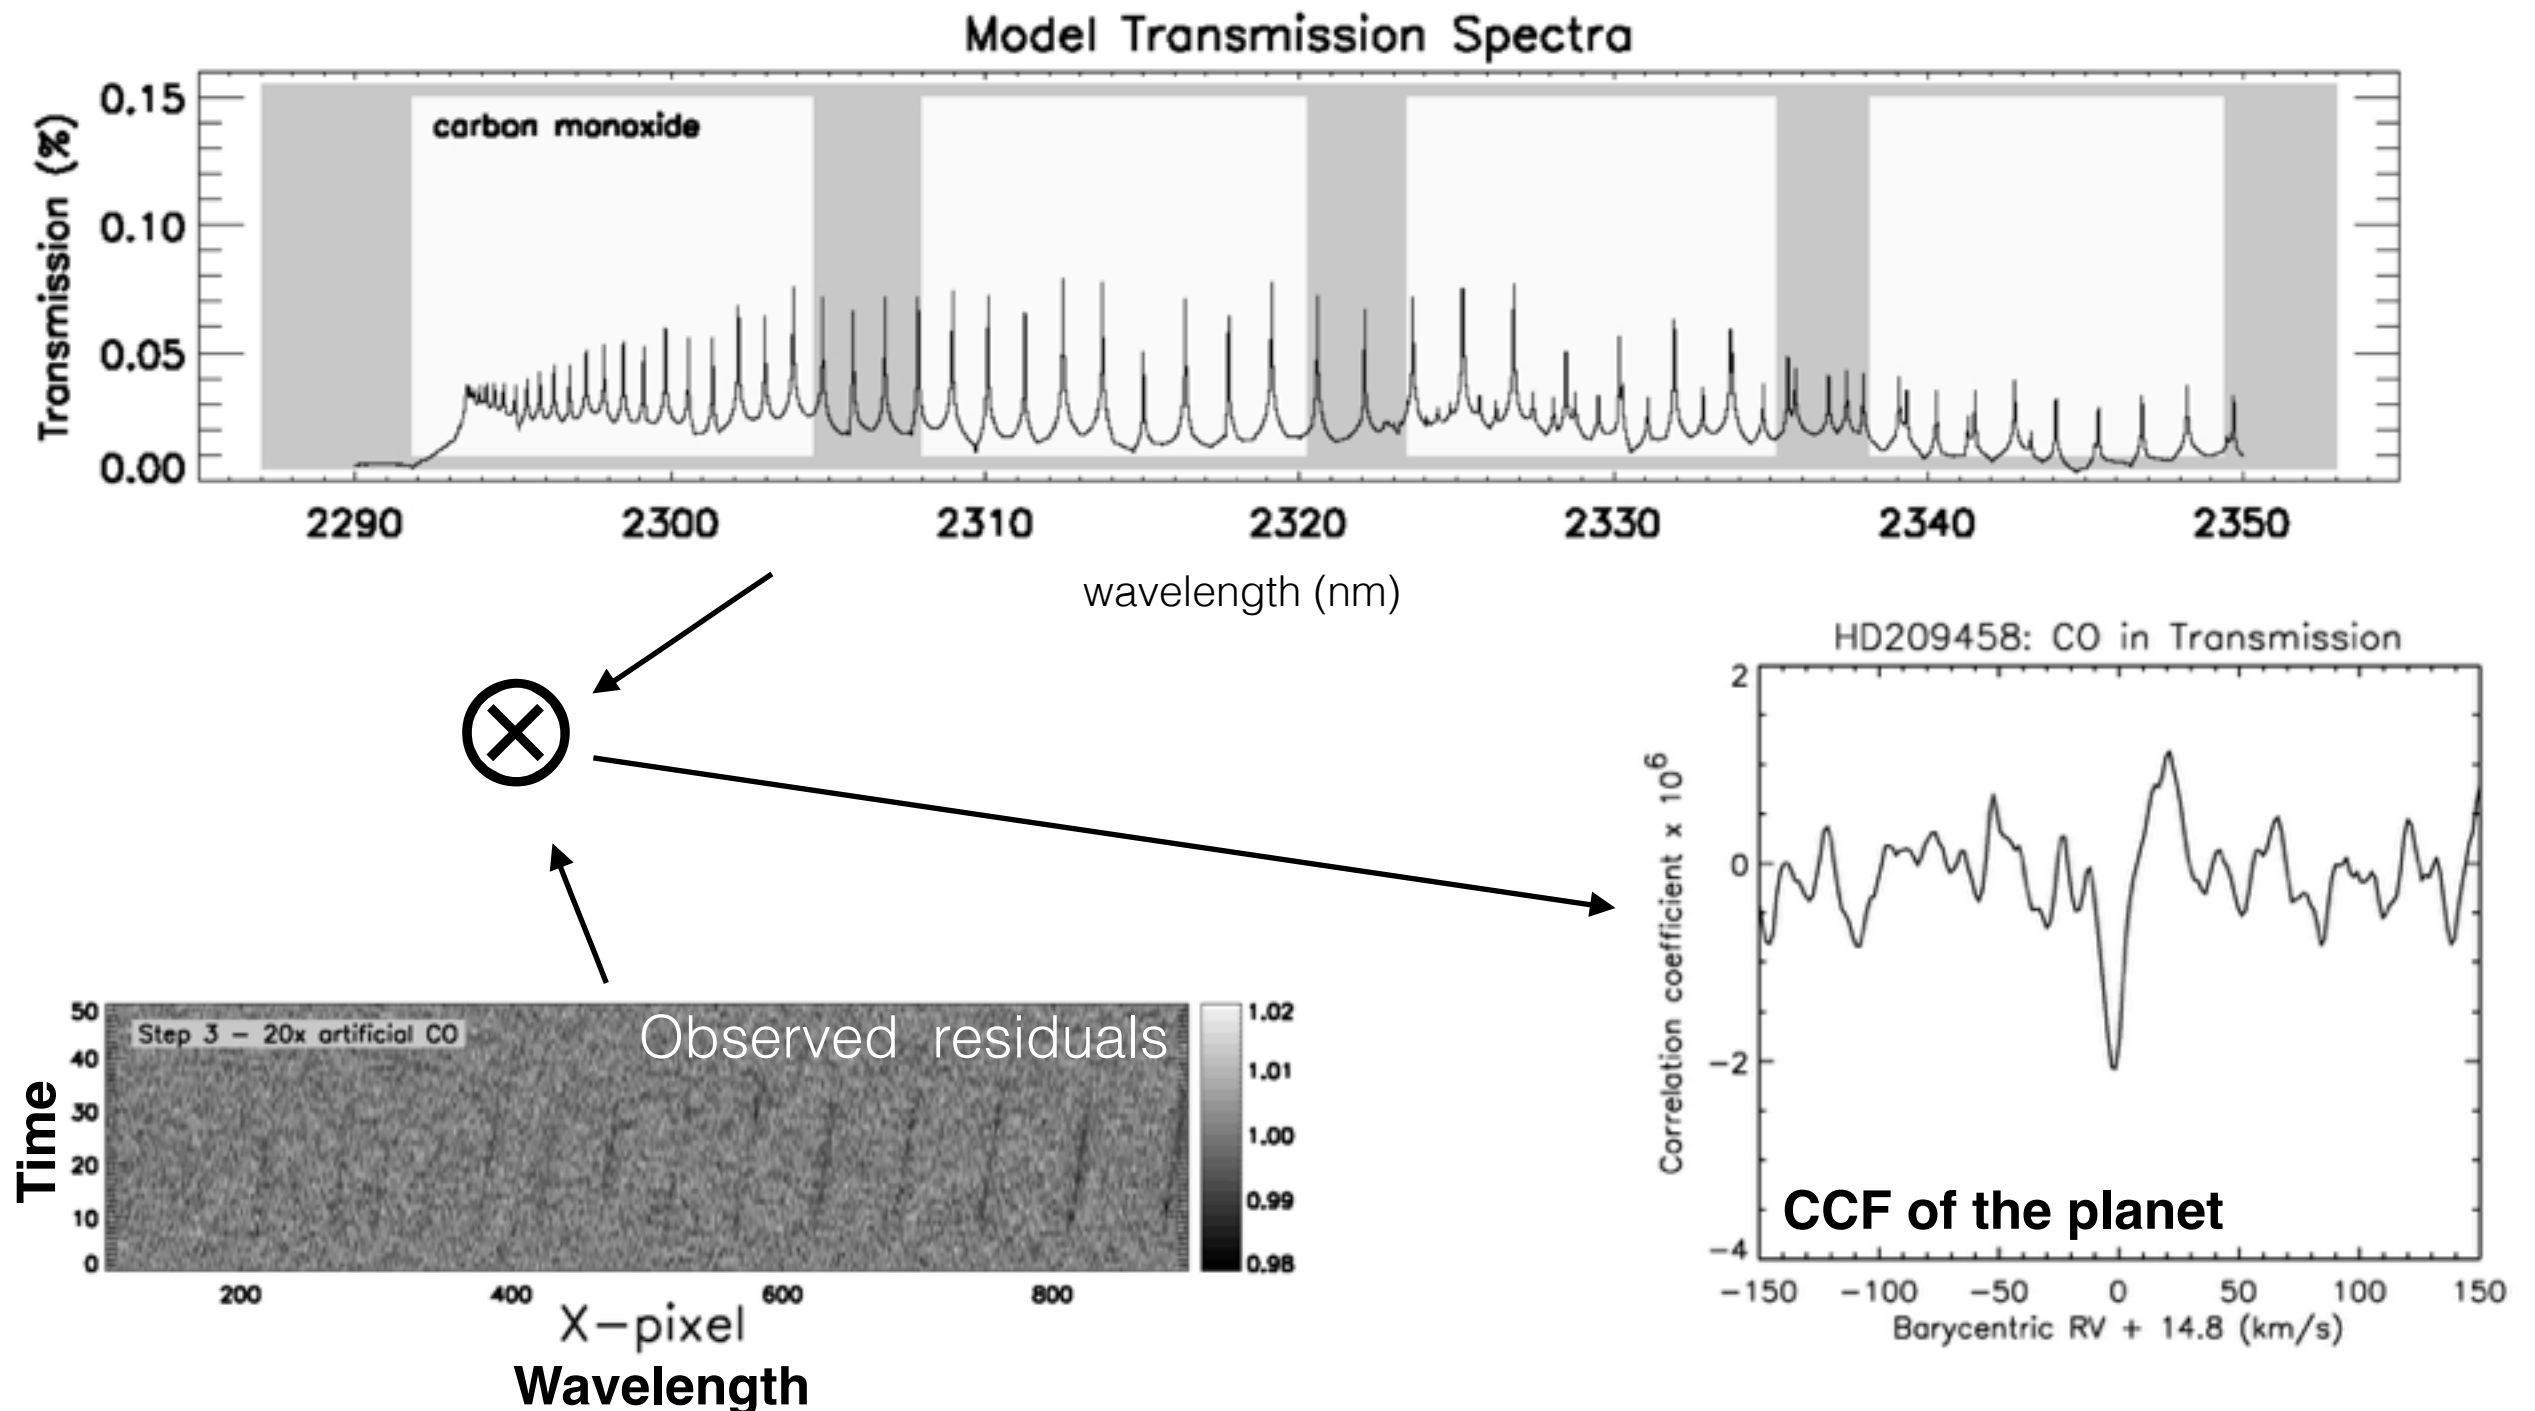 Model Transmission Spectra
Transmission (%)
0.15
0.10
0.05
0.00
carbon monoxide
2290 2300 2310 2320 2330 2340 2350
wavelength (nm)
HD209458: CO in Transmission
Correlation coefficient x 10^6
2
0
-2
-4
CCF of the planet
-150 -100 -50 0 50 100 150
Barycentric RV + 14.8 (km/s)
Time
50
40
30
20
10
0
Step 3 - 20x artificial CO
Observed residuals
1.02
1.01
1.00
0.99
0.98
200 400 600 800
X-pixel
Wavelength